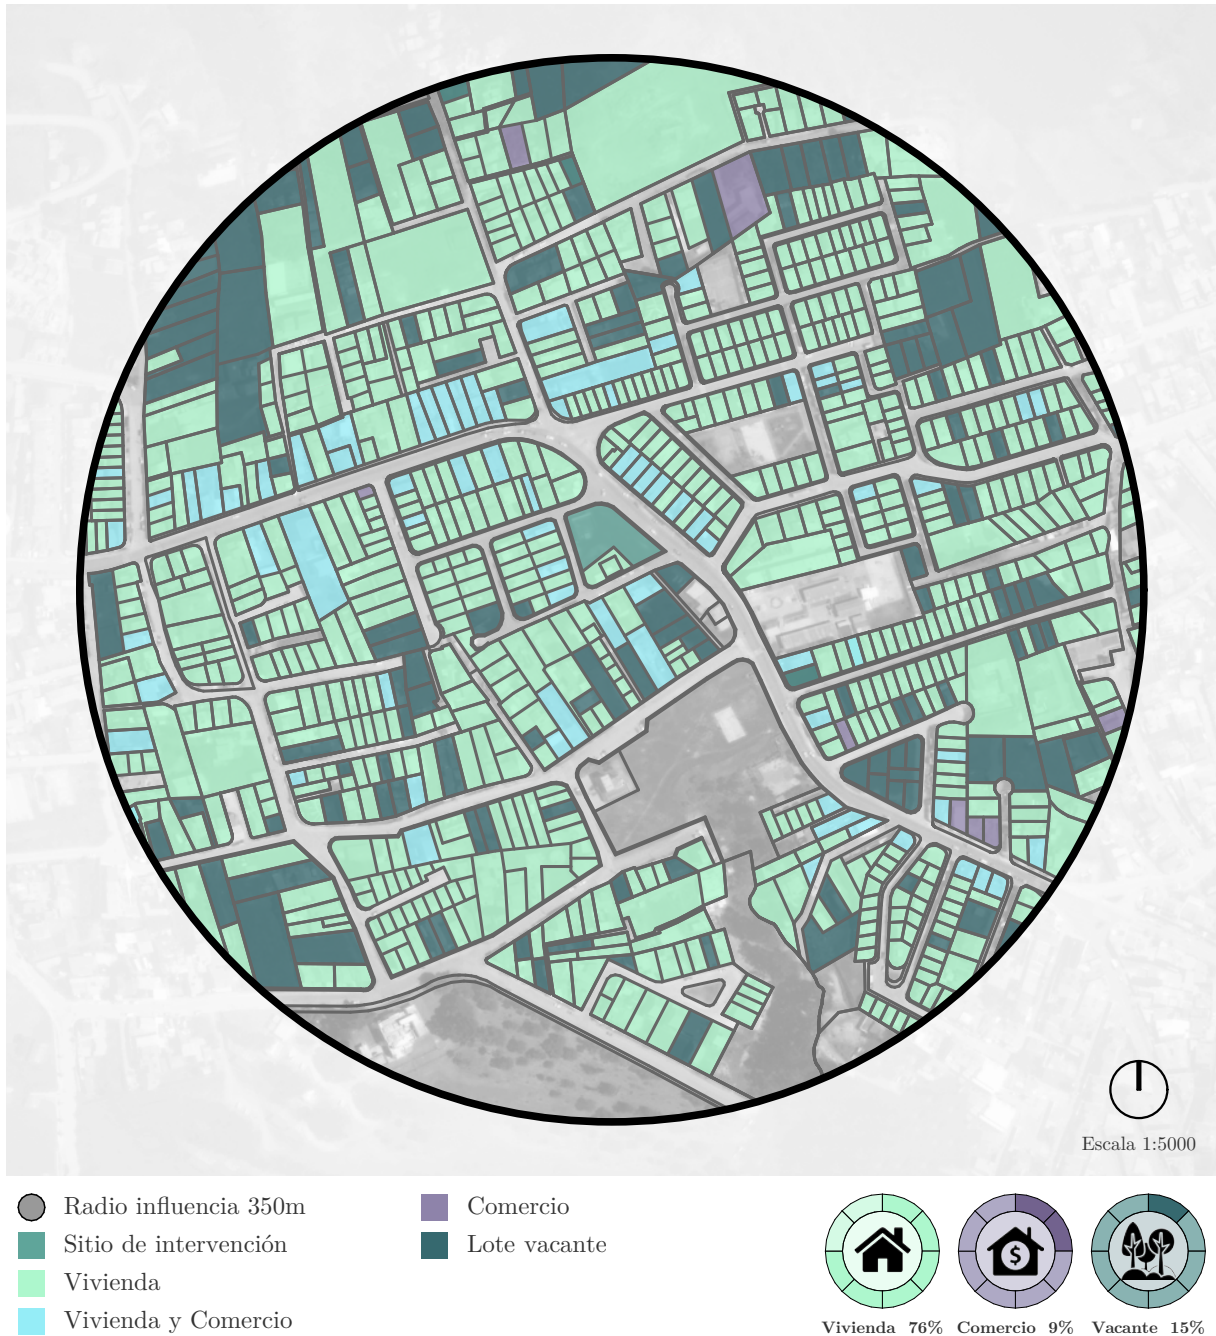 Escala 1:5000
Radio influencia 350m
Sitio de intervención
Vivienda
Vivienda y Comercio
Comercio
Lote vacante
$
Vivienda 76% Comercio 9% Vacante 15%